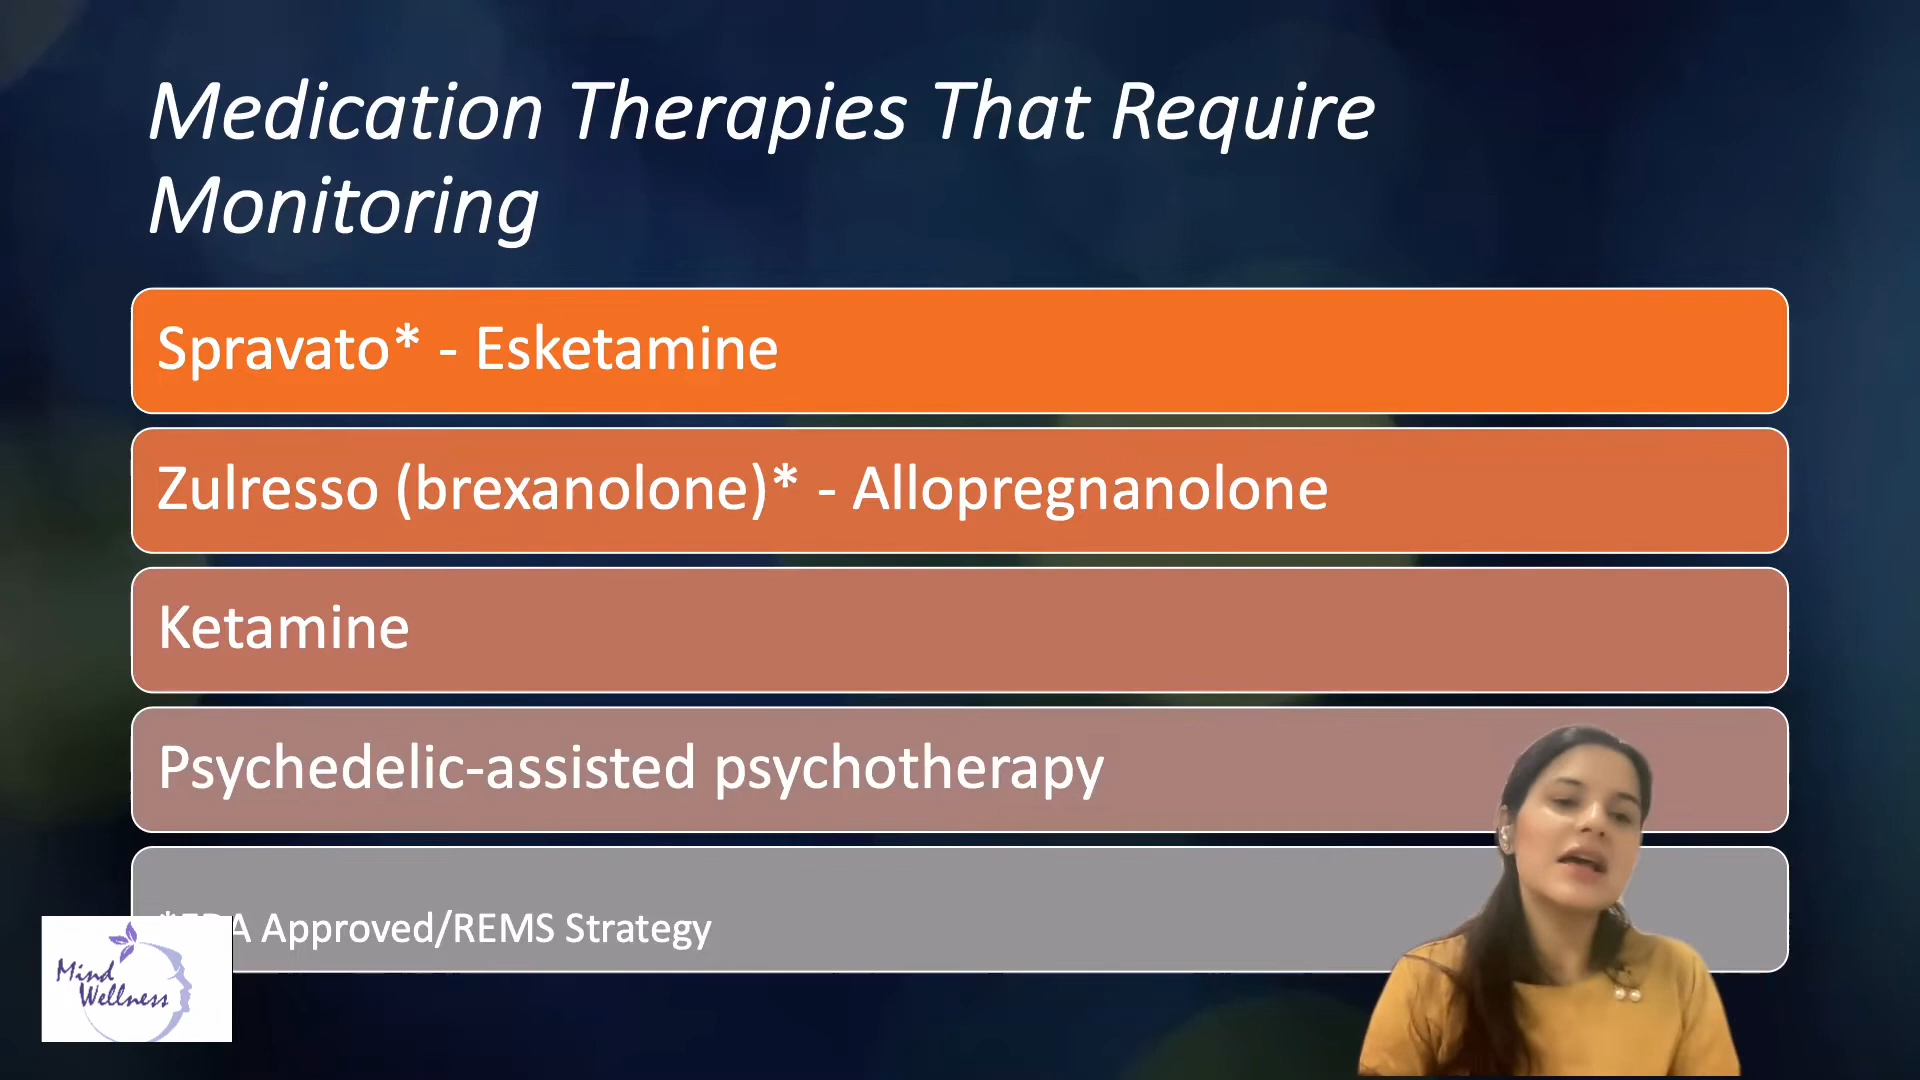 Medication Therapies That Require
Monitoring
Spravato* - Esketamine
Zulresso (brexanolone)* - Allopregnanolone
Ketamine
Psychedelic-assisted psychotherapy
Approved/REMS Strategy
Mind
Wellness